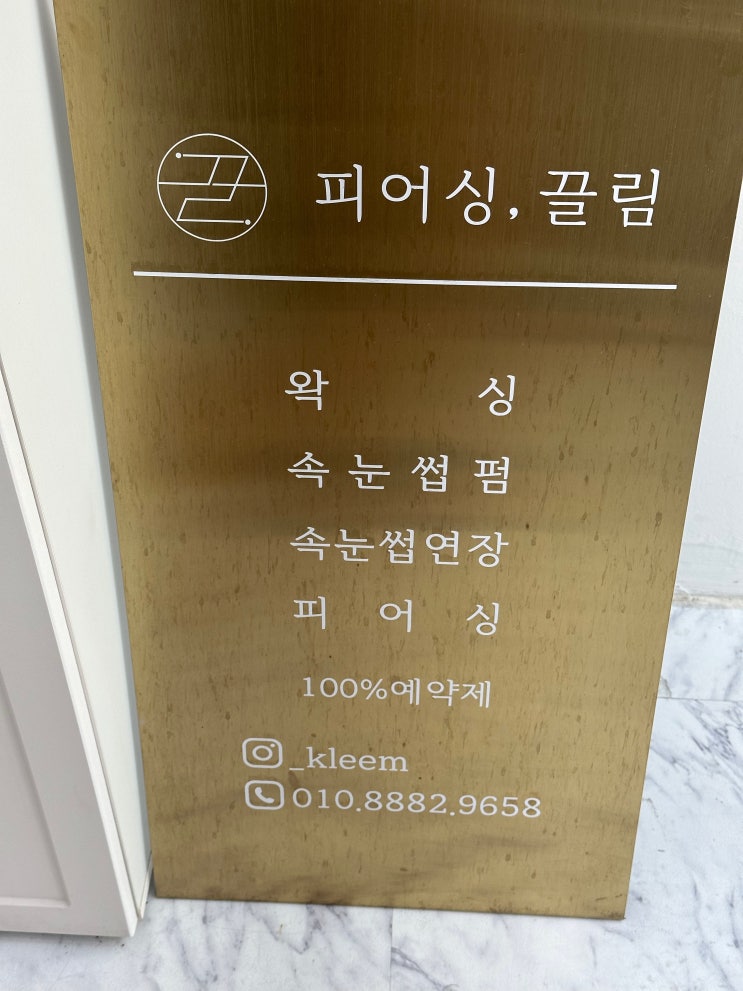 끌
피어싱, 끌림
왁 싱
속 눈 썹 펌
속눈썹연장
피 어 싱
100%예약제
_kleem
010.8882.9658